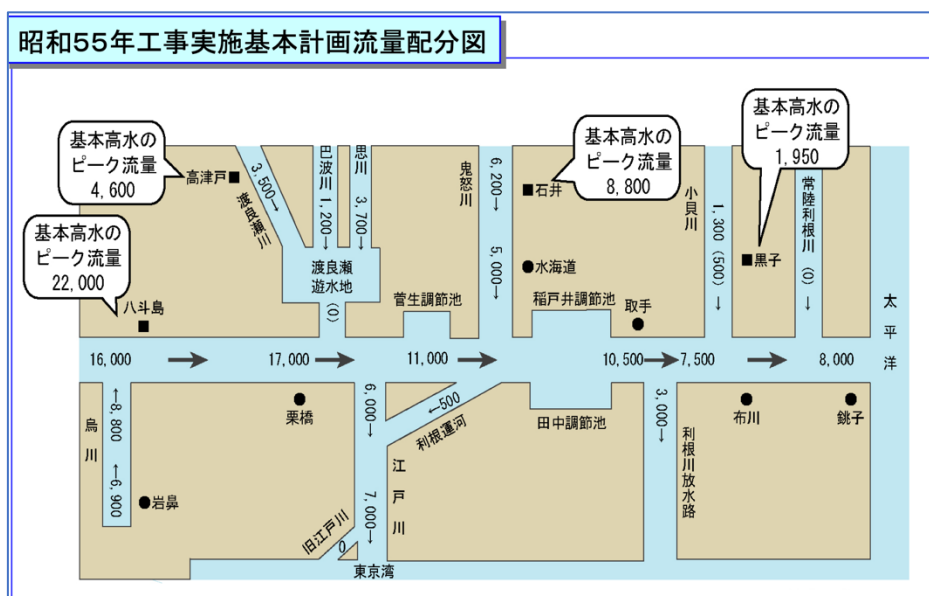 昭和55年工事実施基本計画流量配分図
基本高水の
ピーク流量
4,600
高津戸
3,500→
渡良瀬川
巴波川
1,200→
思川
3,700→
鬼怒川
6,200→
5,000→
基本高水の
ピーク流量
8,800
石井
水海道
小貝川
1,300(500)→
基本高水の
ピーク流量
1,950
黒子
常陸利根川
(0)→
太平洋
基本高水の
ピーク流量
22,000
八斗島
渡良瀬
遊水地
(0)
菅生調節池
稲戸井調節池
取手
16,000
17,000
11,000
10,500
7,500
8,000
烏川
←8,800
←6,900
岩鼻
栗橋
6,000→
←500
利根運河
田中調節池
3,000→
利根川放水路
布川
銚子
江戸川
7,000→
旧江戸川
0
東京湾